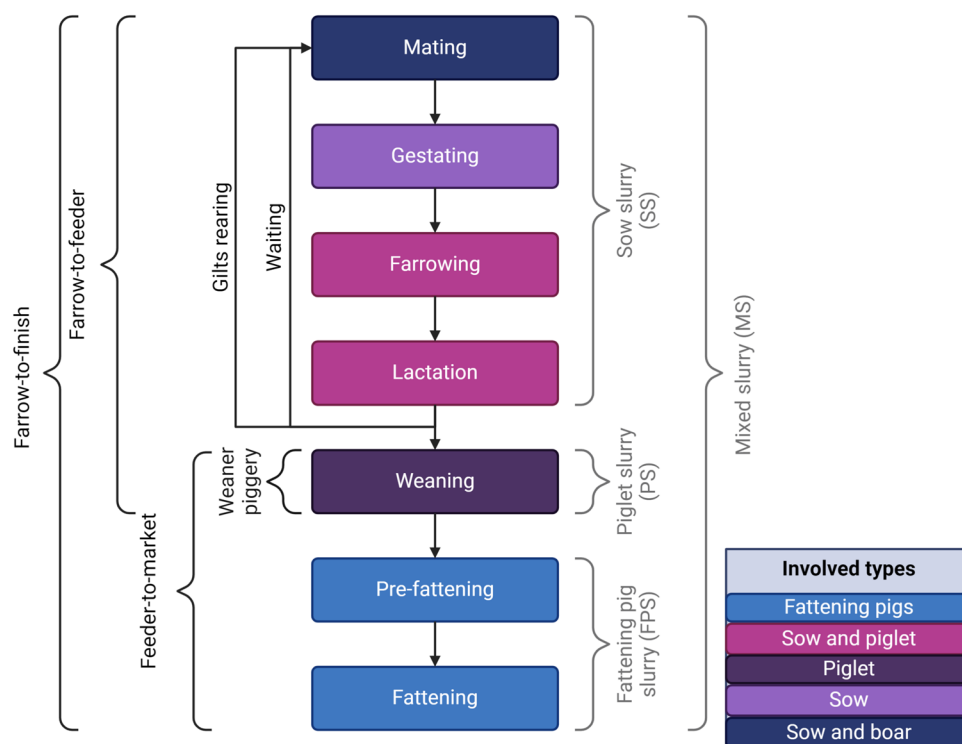 Mating
Gestating
Farrowing
Lactation
Weaning
Pre-fattening
Fattening
Gilts rearing
Waiting
Farrow-to-finish
Farrow-to-feeder
Feeder-to-market
Weaner
piggery
Sow slurry
(SS)
Piglet slurry
(PS)
Fattening pig
slurry (FPS)
Mixed slurry (MS)
Involved types
Fattening pigs
Sow and piglet
Piglet
Sow
Sow and boar